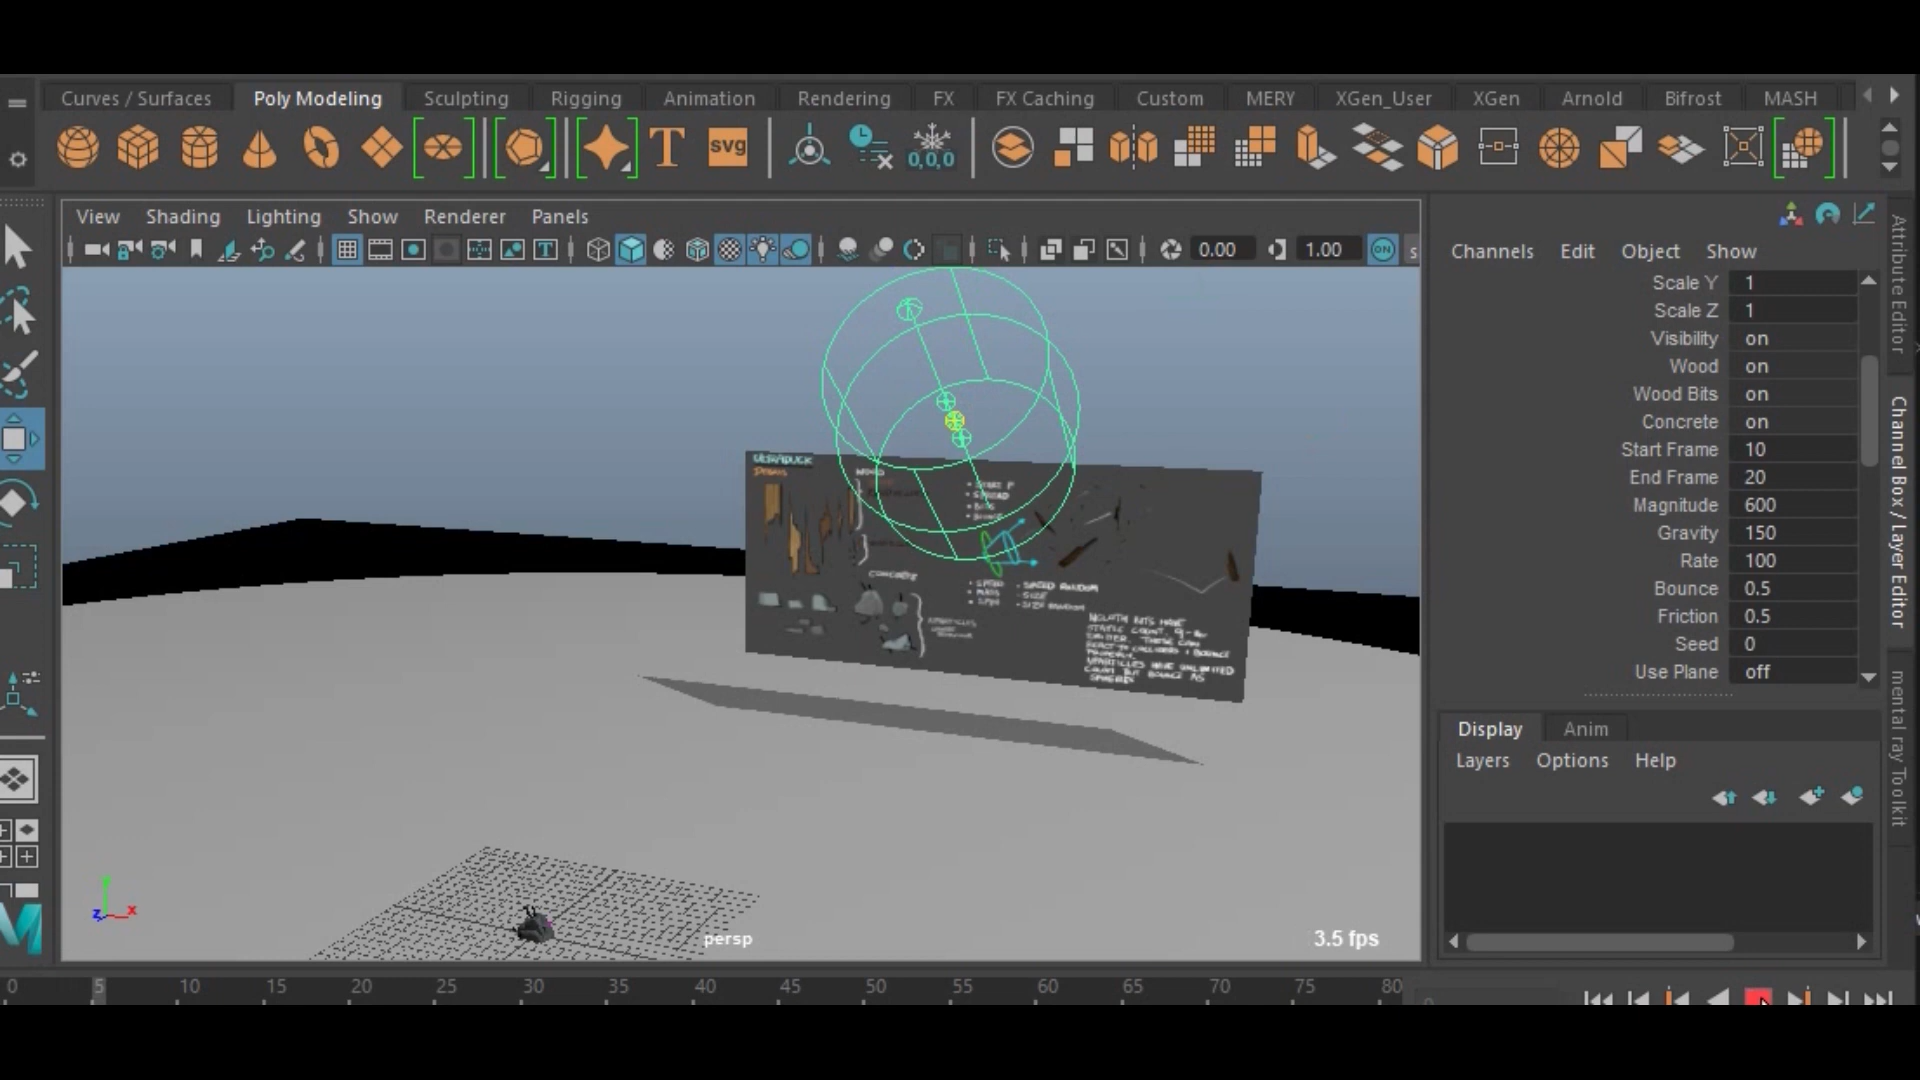 Curves / Surfaces Poly Modeling Sculpting Rigging Animation Rendering FX FX Caching Custom MERY XGen_User XGen Arnold Bifrost MASH
T svg 0,0,0
View Shading Lighting Show Renderer Panels
T 0.00 1.00 ON s
Channels Edit Object Show
Scale Y 1
Scale Z 1
Visibility on
Wood on
Wood Bits on
Concrete on
Start Frame 10
End Frame 20
Magnitude 600
Gravity 150
Rate 100
Bounce 0.5
Friction 0.5
Seed 0
Use Plane off
Attribute Editor
Channel Box / Layer Editor
mental ray Toolkit
Display Anim
Layers Options Help
DEBRIS
WOOD
CONCRETE
y
z x
persp
3.5 fps
0 5 10 15 20 25 30 35 40 45 50 55 60 65 70 75 80